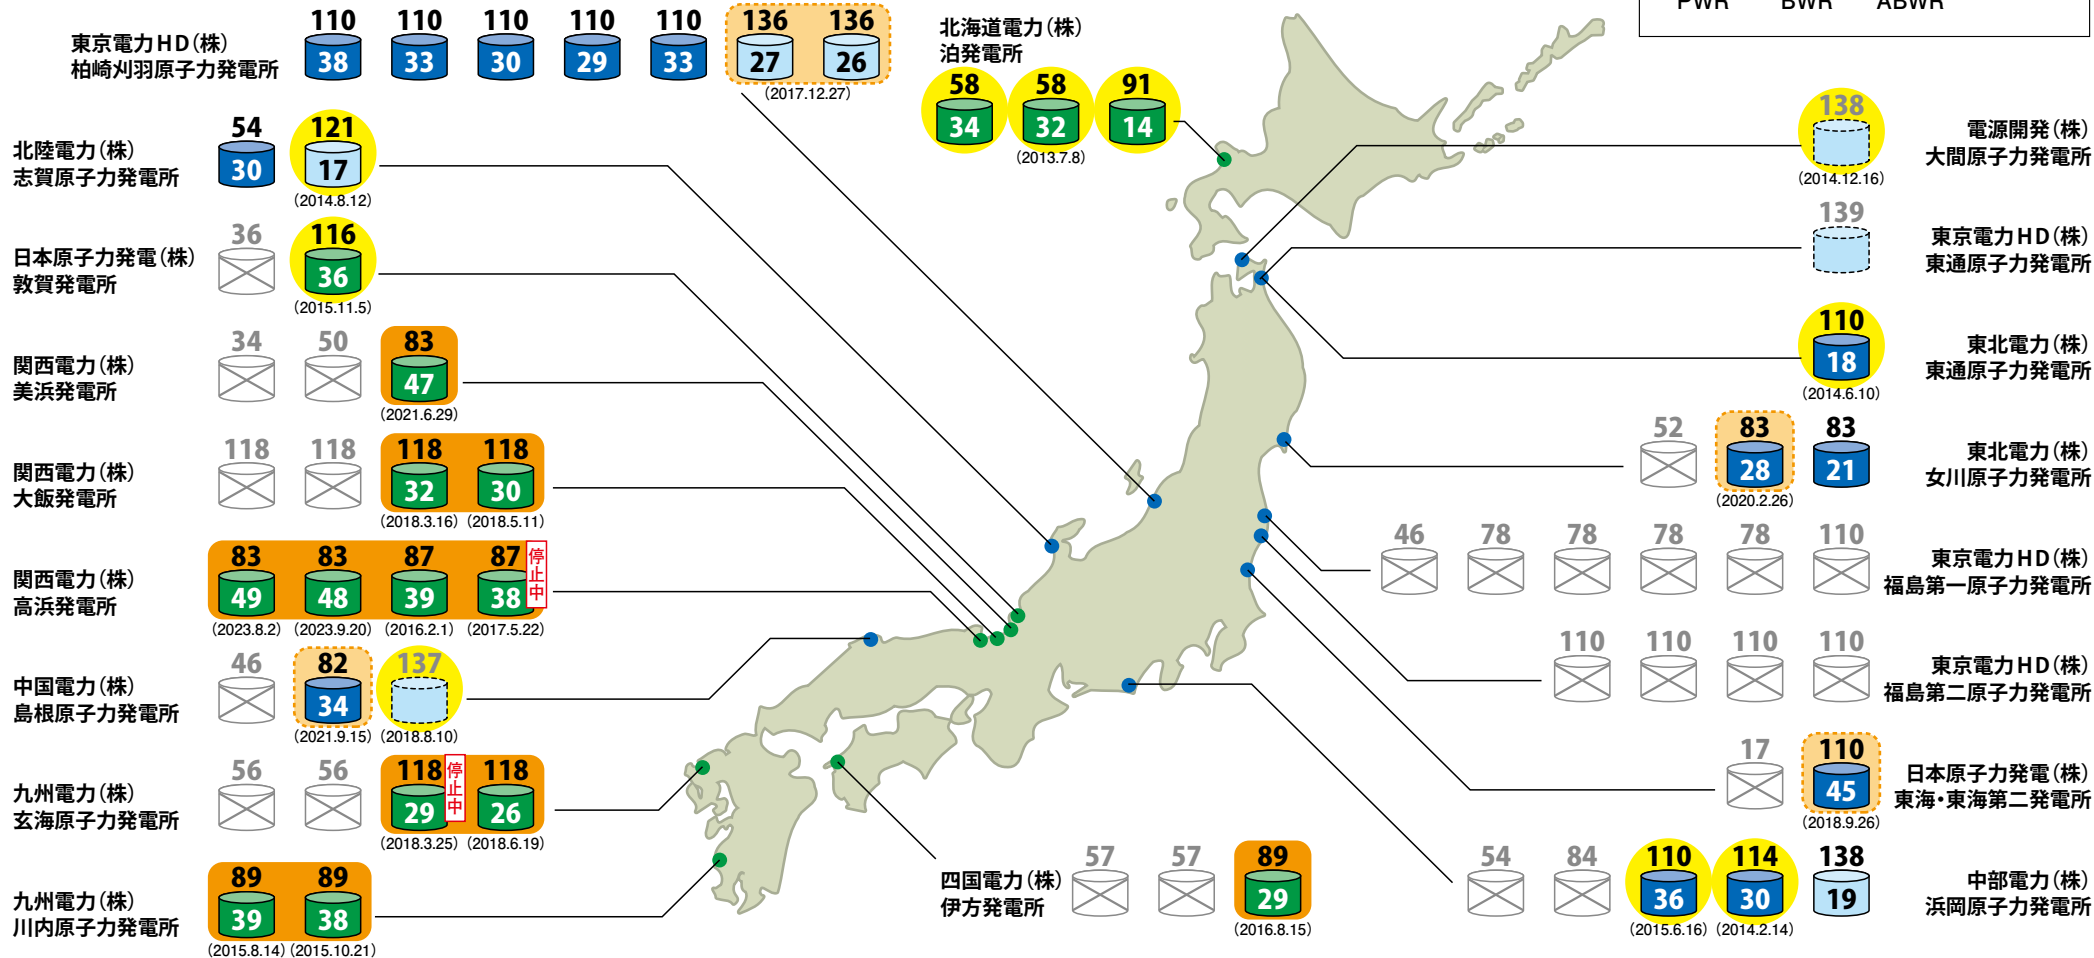 PWR BWR ABWR
東京電力HD(株)
柏崎刈羽原子力発電所
110 110 110 110 110 136 136
38 33 30 29 33 27 26
(2017.12.27)
北海道電力(株)
泊発電所
58 58 91
34 32 14
(2013.7.8)
北陸電力(株)
志賀原子力発電所
54 121
30 17
(2014.8.12)
日本原子力発電(株)
敦賀発電所
36 116
36
(2015.11.5)
関西電力(株)
美浜発電所
34 50 83
47
(2021.6.29)
関西電力(株)
大飯発電所
118 118 118 118
32 30
(2018.3.16) (2018.5.11)
関西電力(株)
高浜発電所
83 83 87 87
停止中
49 48 39 38
(2023.8.2) (2023.9.20) (2016.2.1) (2017.5.22)
中国電力(株)
島根原子力発電所
46 82 137
34
(2021.9.15) (2018.8.10)
九州電力(株)
玄海原子力発電所
56 56 118 118
停止中
29 26
(2018.3.25) (2018.6.19)
九州電力(株)
川内原子力発電所
89 89
39 38
(2015.8.14) (2015.10.21)
四国電力(株)
伊方発電所
57 57 89
29
(2016.8.15)
138
(2014.12.16)
電源開発(株)
大間原子力発電所
139
東京電力HD(株)
東通原子力発電所
110
18
(2014.6.10)
東北電力(株)
東通原子力発電所
52 83 83
28 21
(2020.2.26)
東北電力(株)
女川原子力発電所
46 78 78 78 78 110
東京電力HD(株)
福島第一原子力発電所
110 110 110 110
東京電力HD(株)
福島第二原子力発電所
17 110
45
(2018.9.26)
日本原子力発電(株)
東海・東海第二発電所
54 84 110 114 138
36 30 19
(2015.6.16) (2014.2.14)
中部電力(株)
浜岡原子力発電所